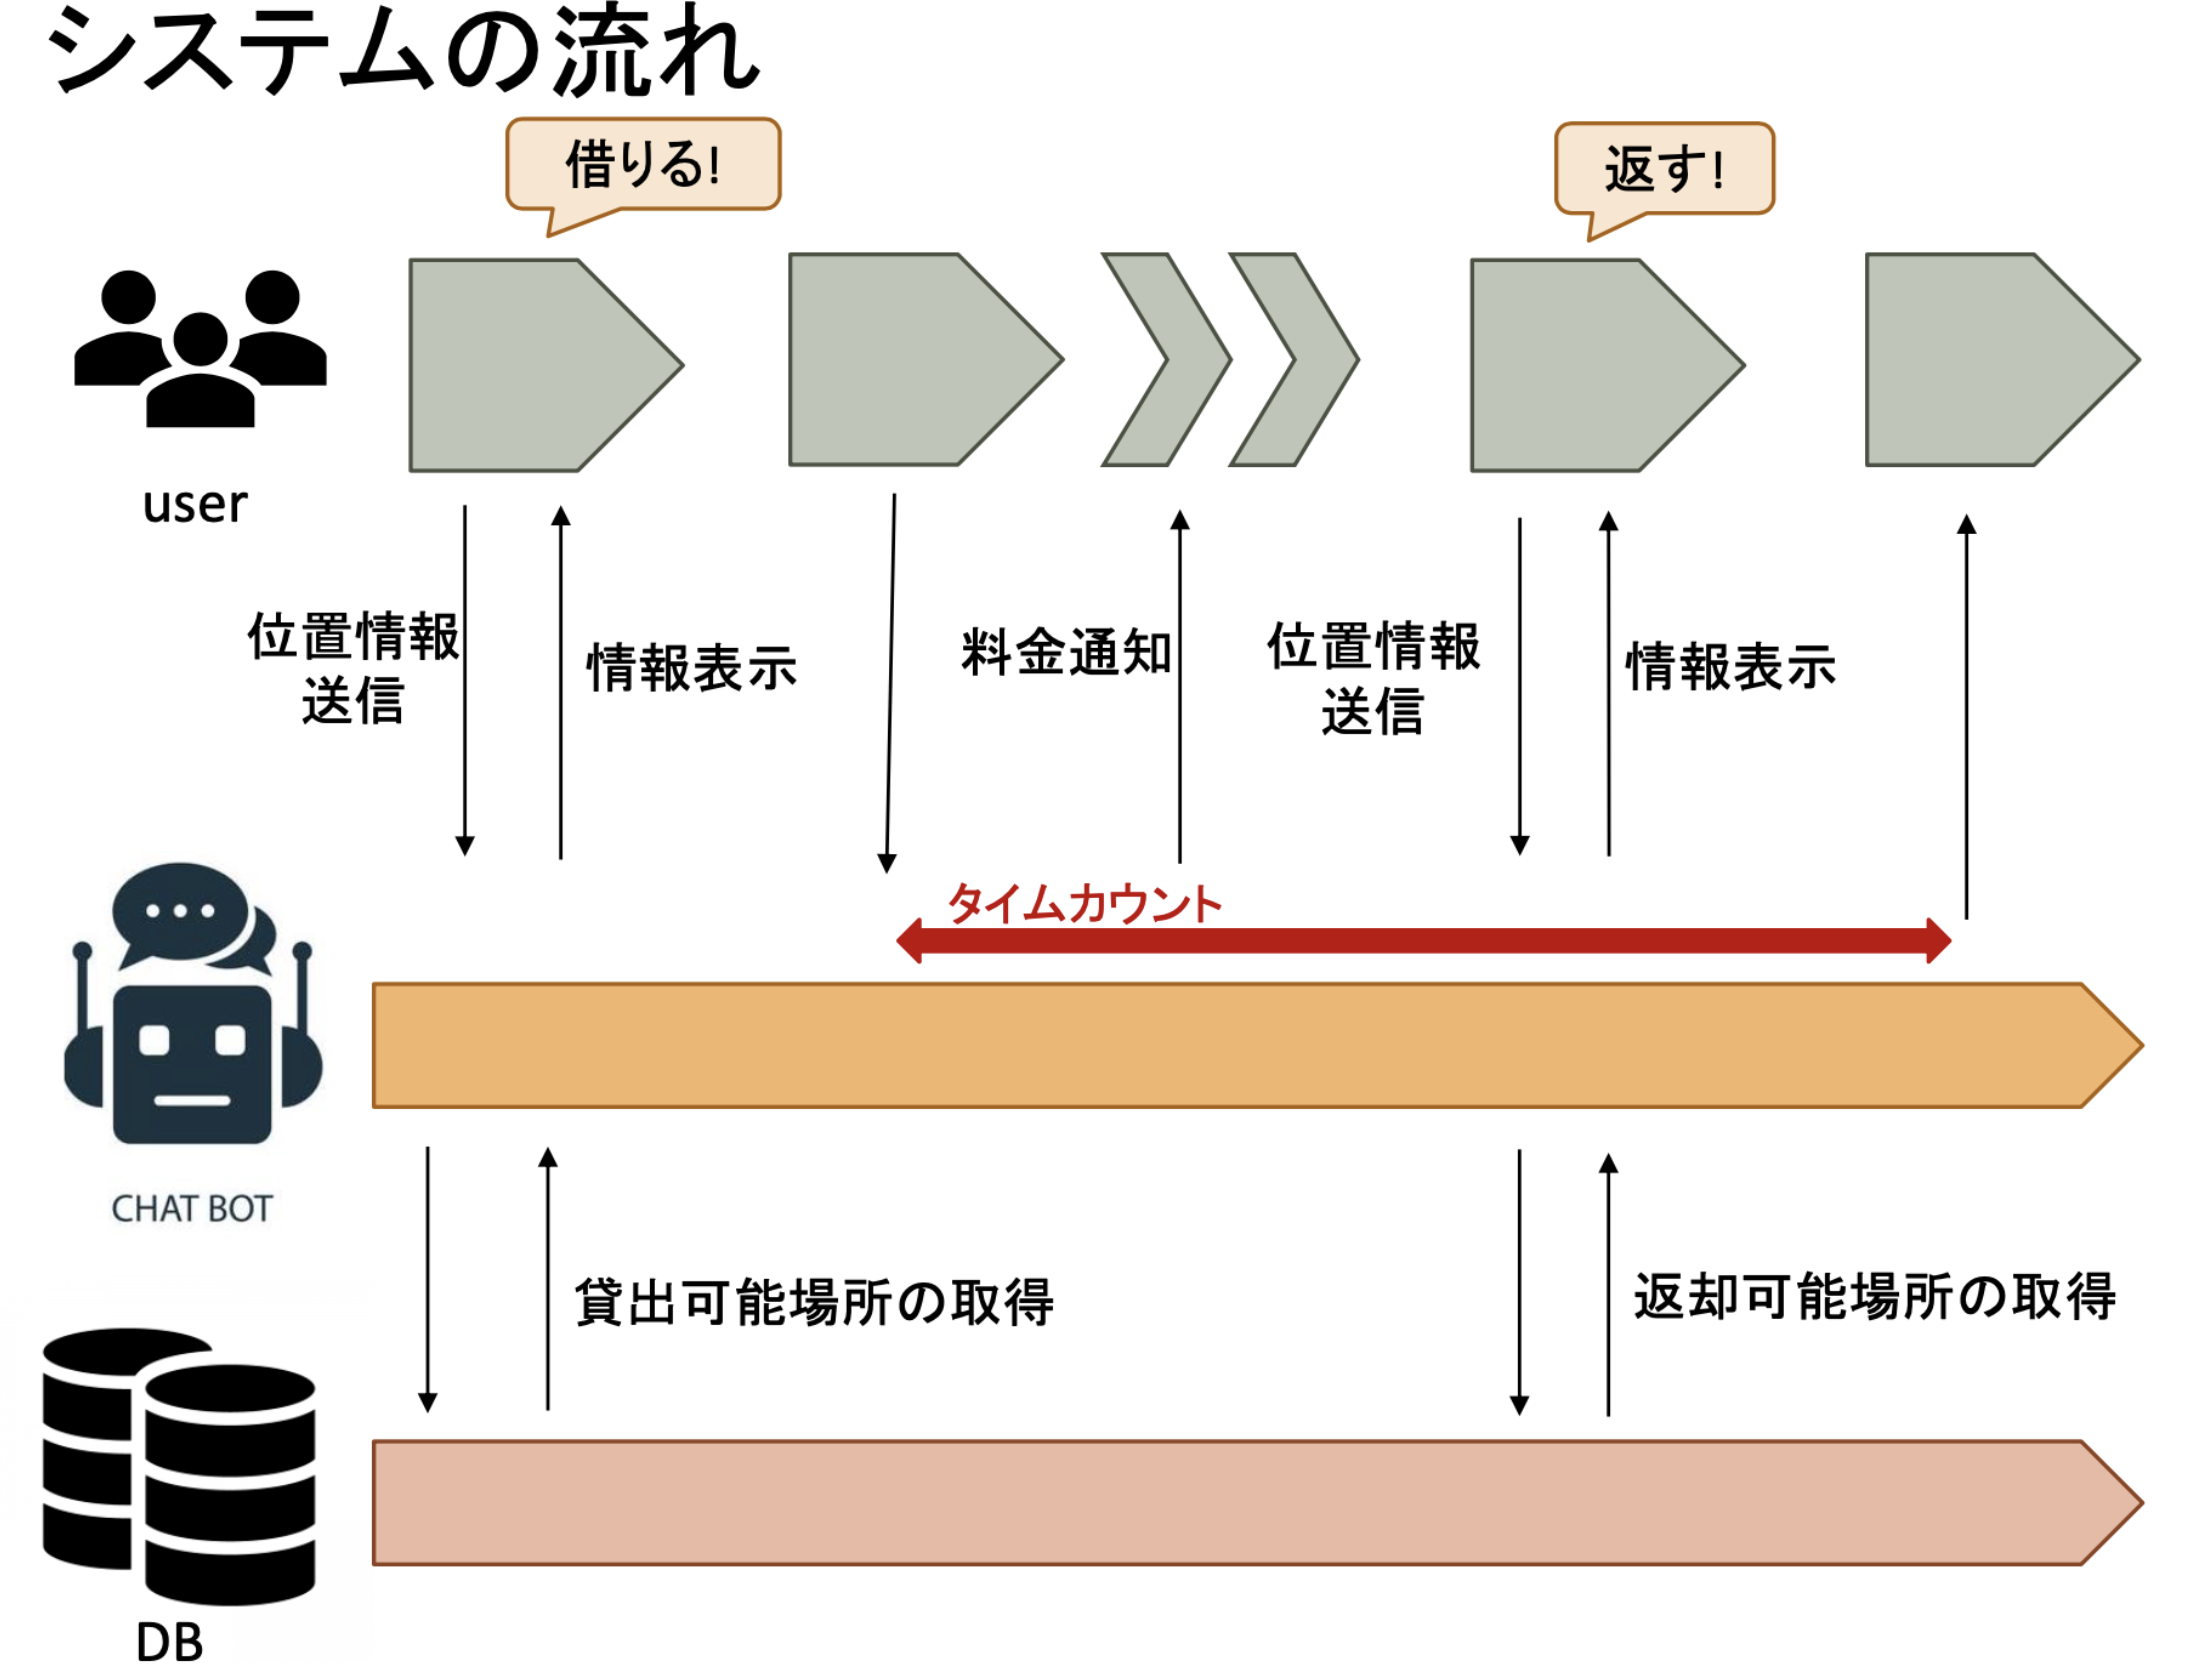 システムの流れ
借りる!
返す!
user
位置情報
送信
情報表示
料金通知
位置情報
送信
情報表示
タイムカウント
CHAT BOT
貸出可能場所の取得
返却可能場所の取得
DB